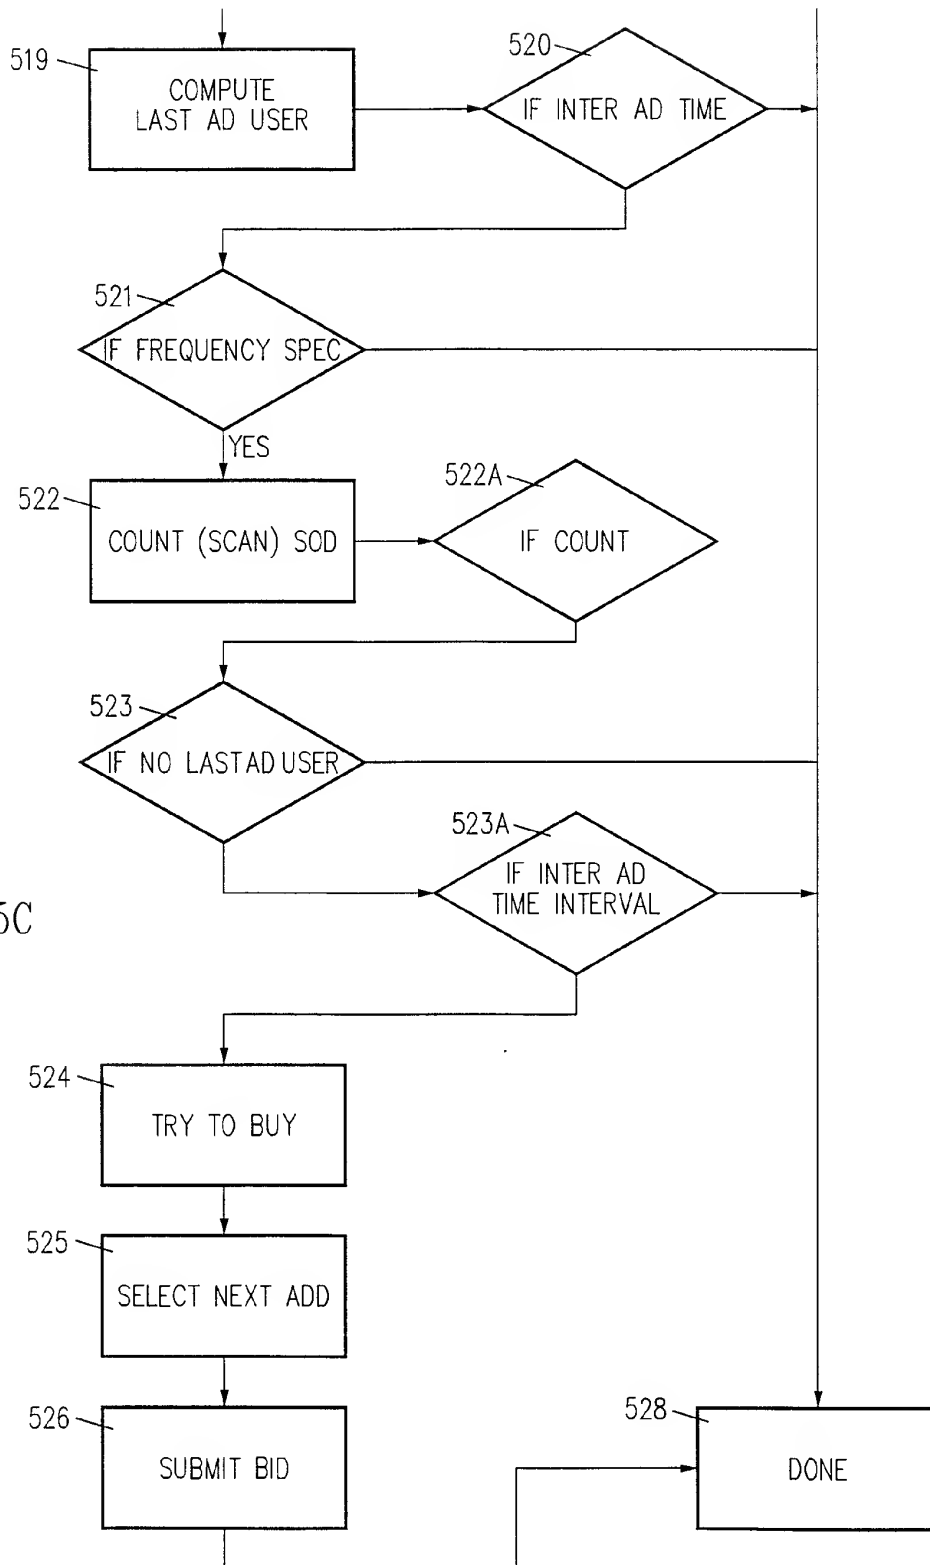 519
COMPUTE
LAST AD USER
520
IF INTER AD TIME
521
IF FREQUENCY SPEC
YES
522
COUNT (SCAN) SOD
522A
IF COUNT
523
IF NO LAST AD USER
523A
IF INTER AD
TIME INTERVAL
5C
524
TRY TO BUY
525
SELECT NEXT ADD
526
SUBMIT BID
528
DONE